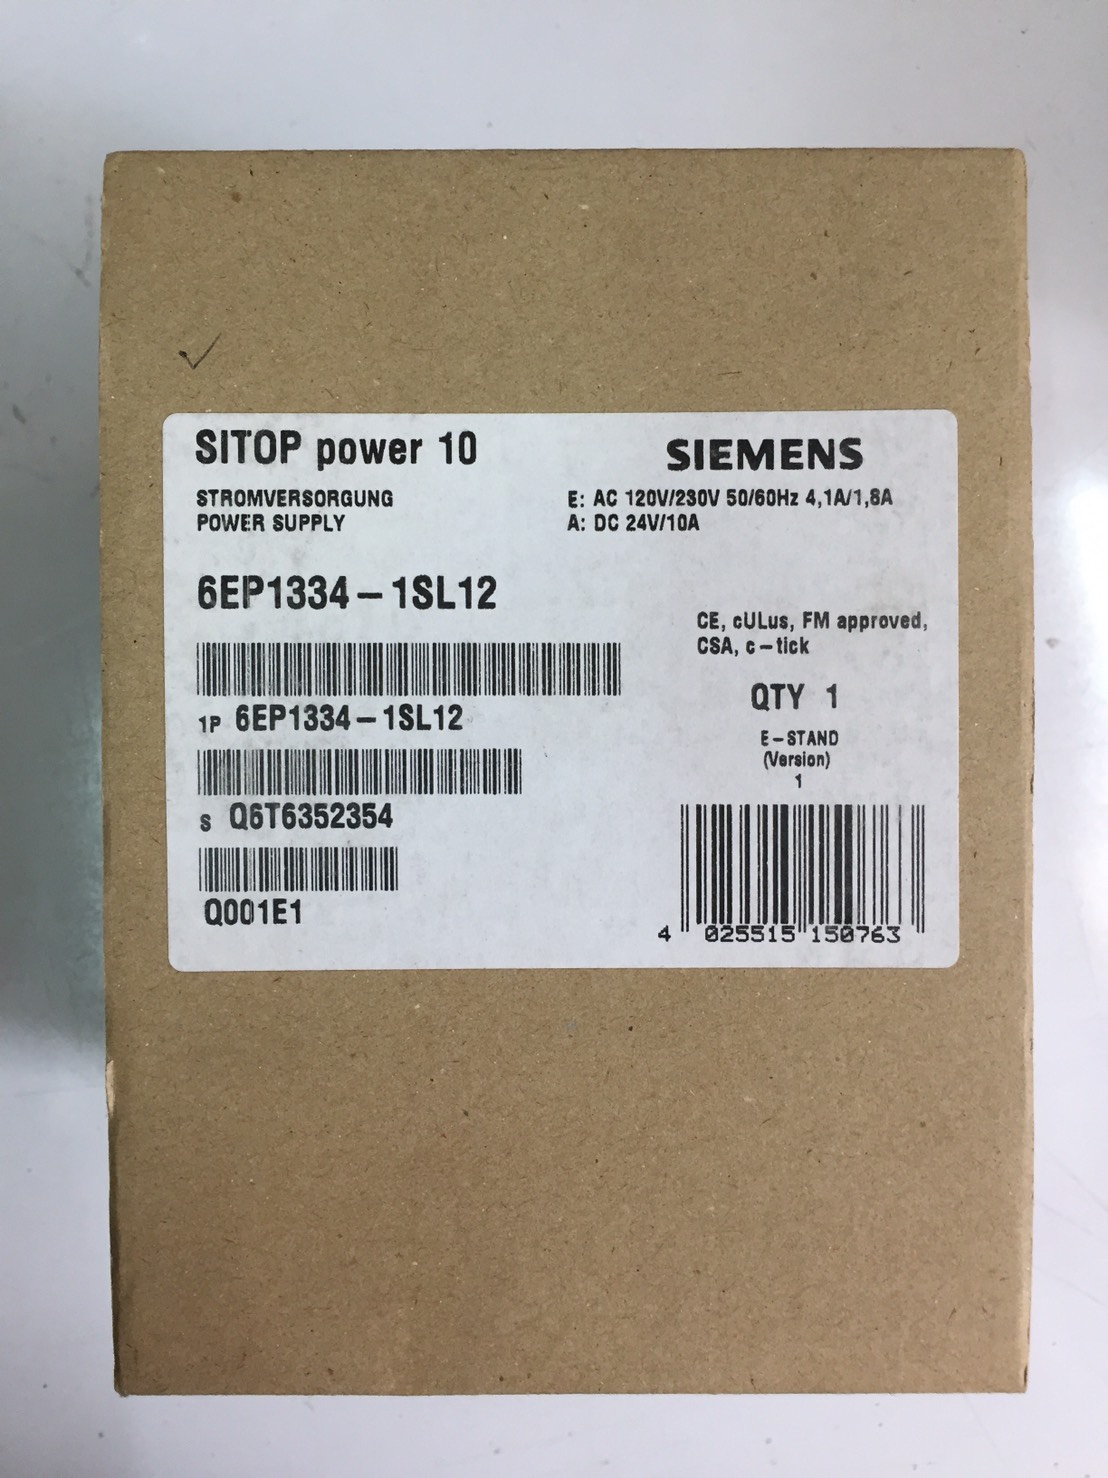 SITOP power 10
SIEMENS
STROMVERSORGUNG
POWER SUPPLY
E: AC 120V/230V 50/60Hz 4,1A/1,8A
A: DC 24V/10A
6EP1334-1SL12
CE, cULus, FM approved,
CSA, c-tick
1P 6EP1334-1SL12
QTY 1
E-STAND
(Version)
1
S Q6T6352354
Q001E1
4 025515 150763